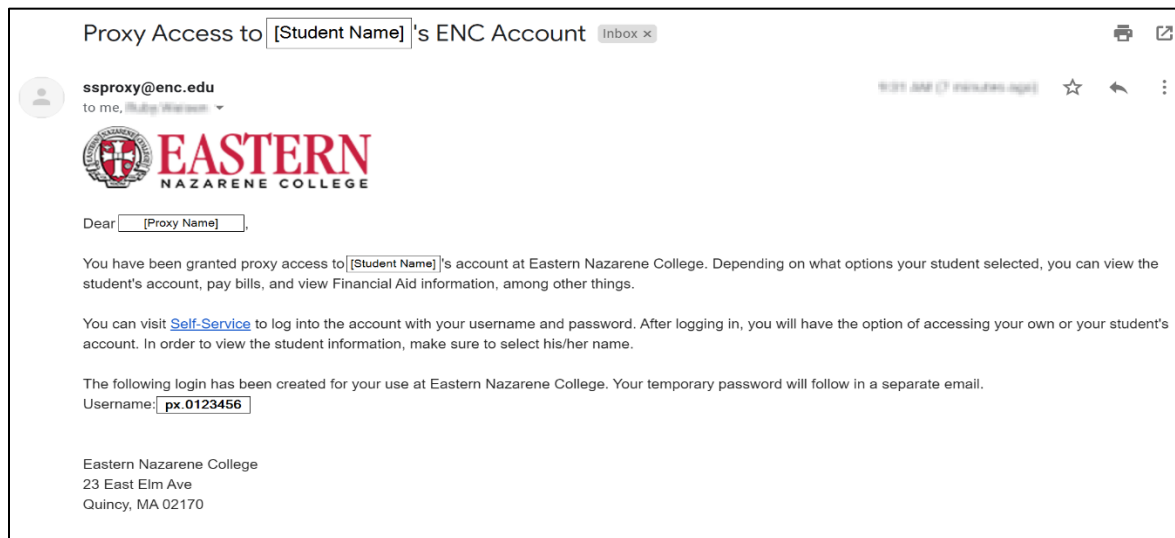 Proxy Access to [Student Name] 's ENC Account Inbox ×
ssproxy@enc.edu
to me,
EASTERN
NAZARENE COLLEGE
Dear [Proxy Name] ,
You have been granted proxy access to [Student Name] 's account at Eastern Nazarene College. Depending on what options your student selected, you can view the
student's account, pay bills, and view Financial Aid information, among other things.
You can visit Self-Service to log into the account with your username and password. After logging in, you will have the option of accessing your own or your student's
account. In order to view the student information, make sure to select his/her name.
The following login has been created for your use at Eastern Nazarene College. Your temporary password will follow in a separate email.
Username: px.0123456
Eastern Nazarene College
23 East Elm Ave
Quincy, MA 02170